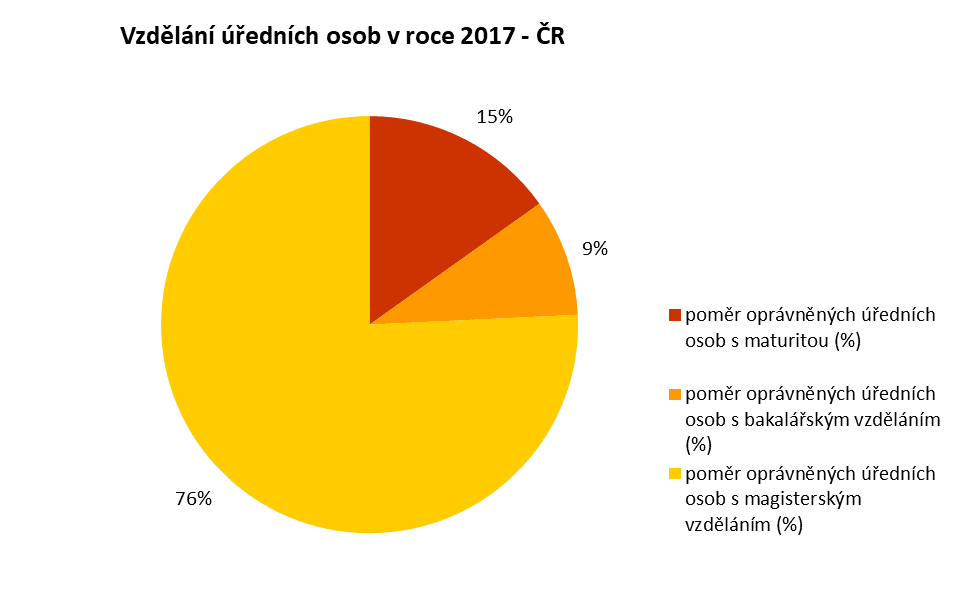 Vzdělání úředních osob v roce 2017 - ČR
15%
9%
76%
poměr oprávněných úředních
osob s maturitou (%)
poměr oprávněných úředních
osob s bakalářským vzděláním
(%)
poměr oprávněných úředních
osob s magisterským
vzděláním (%)